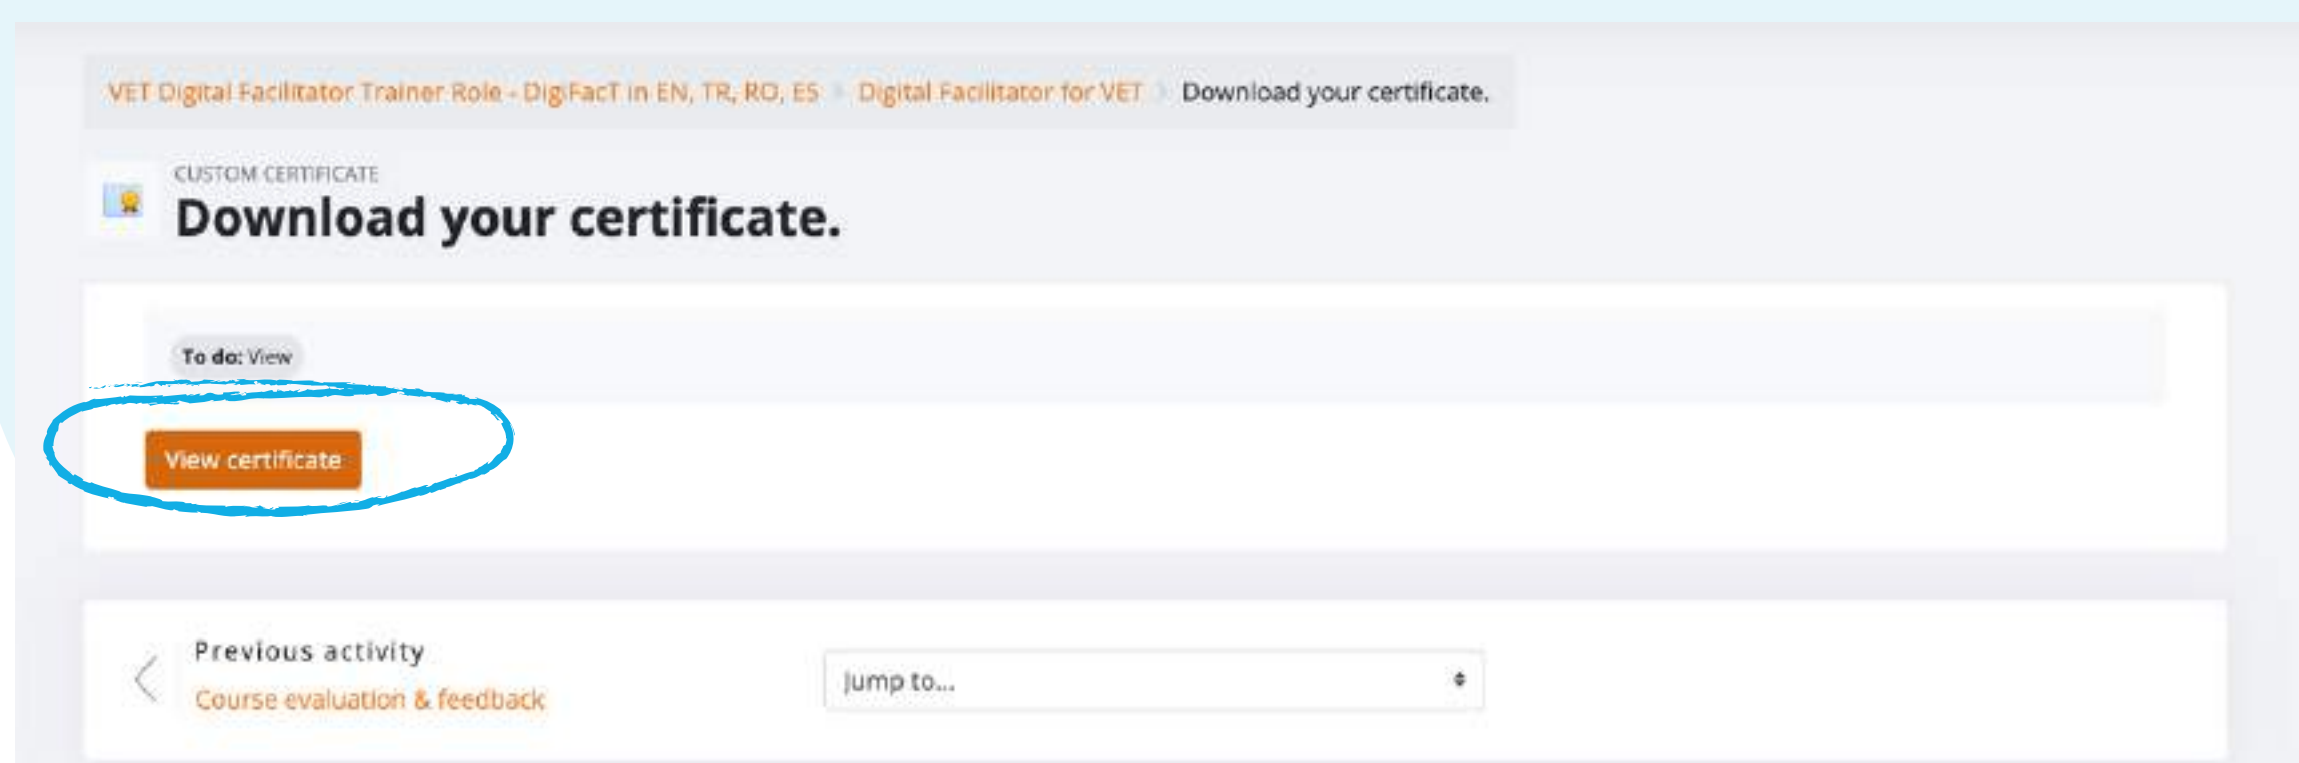 VET Digital Facilitator Trainer Role - DigiFacT in EN, TR, RO, ES Digital Facilitator for VET Download your certificate.
CUSTOM CERTIFICATE
Download your certificate.
To do: View
View certificate
Previous activity
Course evaluation & feedback
Jump to...